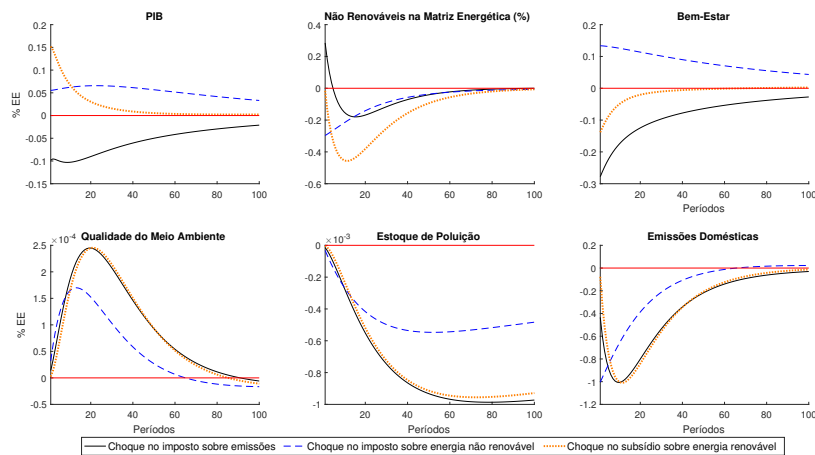 PIB
0.2
0.15
0.1
0.05
0
-0.05
-0.1
-0.15
% EE
20 40 60 80 100
Não Renováveis na Matriz Energética (%)
0.4
0.2
0
-0.2
-0.4
-0.6
20 40 60 80 100
Bem-Estar
0.2
0.1
0
-0.1
-0.2
-0.3
20 40 60 80 100
Períodos
Qualidade do Meio Ambiente
×10-4
2.5
2
1.5
1
0.5
0
-0.5
% EE
20 40 60 80 100
Períodos
Estoque de Poluição
×10-3
0
-0.2
-0.4
-0.6
-0.8
-1
20 40 60 80 100
Períodos
Emissões Domésticas
0.2
0
-0.2
-0.4
-0.6
-0.8
-1
-1.2
20 40 60 80 100
Períodos
Choque no imposto sobre emissões Choque no imposto sobre energia não renovável Choque no subsídio sobre energia renovável